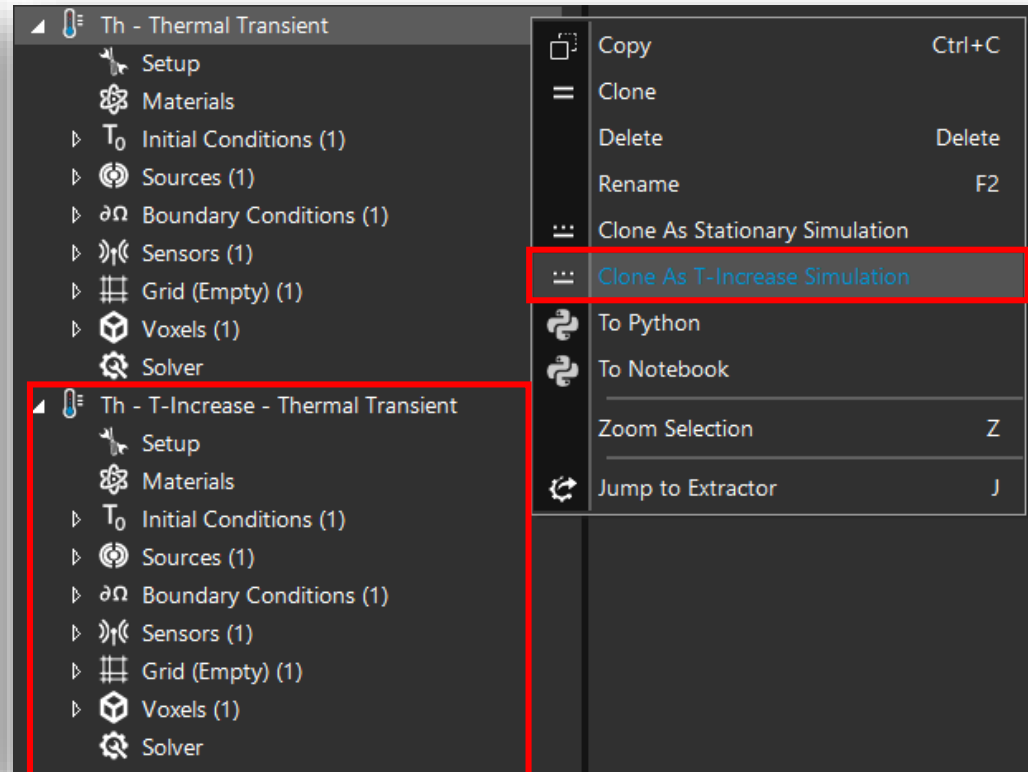 Th - Thermal Transient
Setup
Materials
T0 Initial Conditions (1)
Sources (1)
∂Ω Boundary Conditions (1)
Sensors (1)
Grid (Empty) (1)
Voxels (1)
Solver
Th - T-Increase - Thermal Transient
Setup
Materials
T0 Initial Conditions (1)
Sources (1)
∂Ω Boundary Conditions (1)
Sensors (1)
Grid (Empty) (1)
Voxels (1)
Solver
Copy Ctrl+C
Clone
Delete Delete
Rename F2
Clone As Stationary Simulation
Clone As T-Increase Simulation
To Python
To Notebook
Zoom Selection Z
Jump to Extractor J